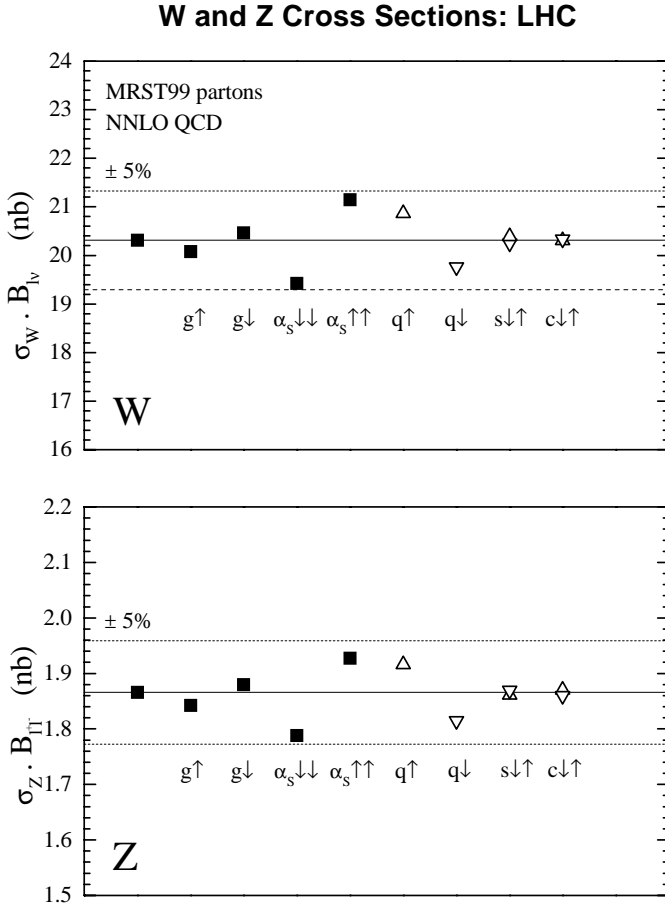 W and Z Cross Sections: LHC
24
23
22
21
20
19
18
17
16
σW · Blν (nb)
MRST99 partons
NNLO QCD
± 5%
g↑ g↓ αs↓↓ αs↑↑ q↑ q↓ s↓↑ c↓↑
W
2.2
2.1
2.0
1.9
1.8
1.7
1.6
1.5
σZ · Bl+l- (nb)
± 5%
g↑ g↓ αs↓↓ αs↑↑ q↑ q↓ s↓↑ c↓↑
Z